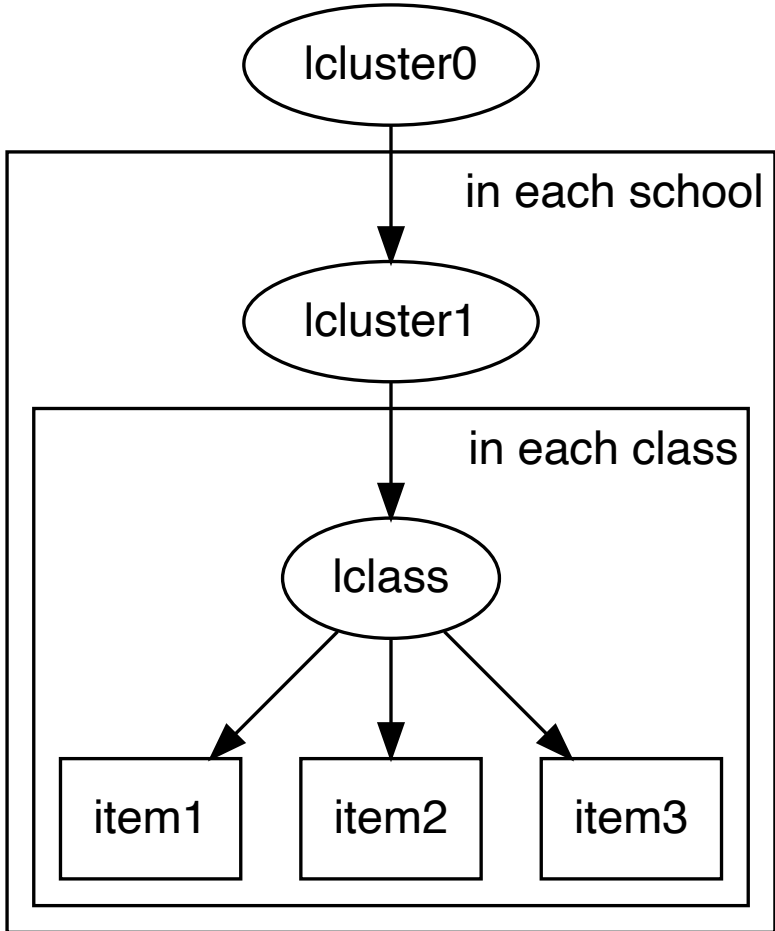 lcluster0
in each school
lcluster1
in each class
lclass
item1
item2
item3